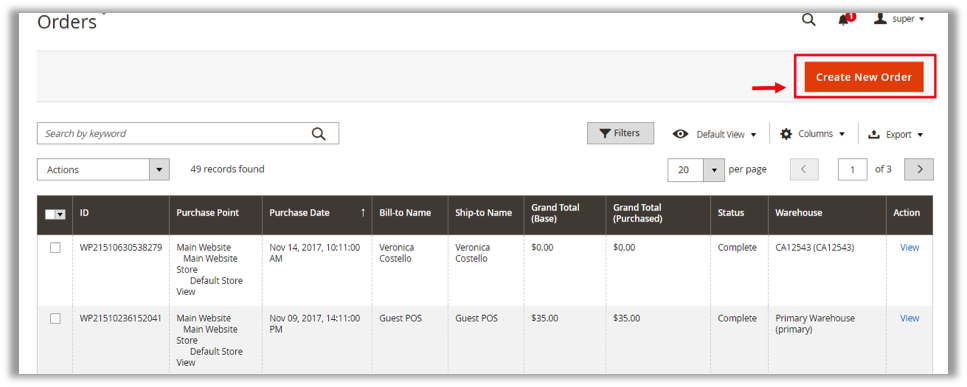 Orders
1
super
Create New Order
Search by keyword
Filters
Default View
Columns
Export
Actions
49 records found
20
per page
1
of 3
ID
Purchase Point
Purchase Date
Bill-to Name
Ship-to Name
Grand Total
(Base)
Grand Total
(Purchased)
Status
Warehouse
Action
WP21510630538279
Main Website
Main Website
Store
Default Store
View
Nov 14, 2017, 10:11:00
AM
Veronica
Costello
Veronica
Costello
$0.00
$0.00
Complete
CA12543 (CA12543)
View
WP21510236152041
Main Website
Main Website
Store
Default Store
View
Nov 09, 2017, 14:11:00
PM
Guest POS
Guest POS
$35.00
$35.00
Complete
Primary Warehouse
(primary)
View